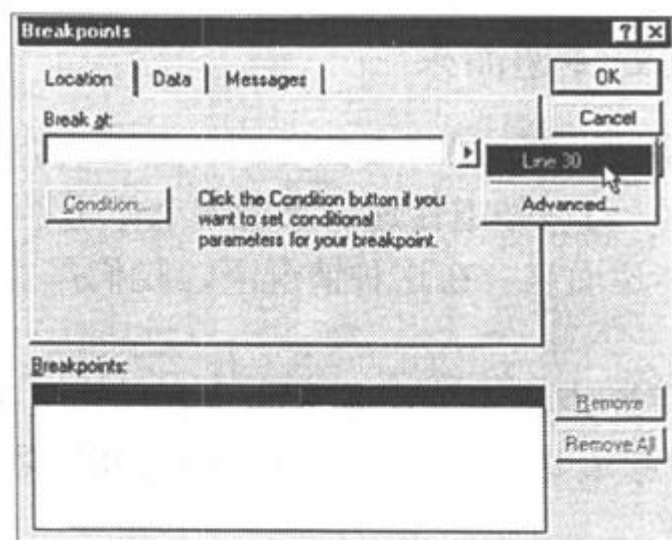 Breakpoints
Location Data Messages
OK
Break at:
Cancel
Line 30
Condition...
Click the Condition button if you
want to set conditional
parameters for your breakpoint.
Advanced...
Breakpoints:
Remove
Remove All